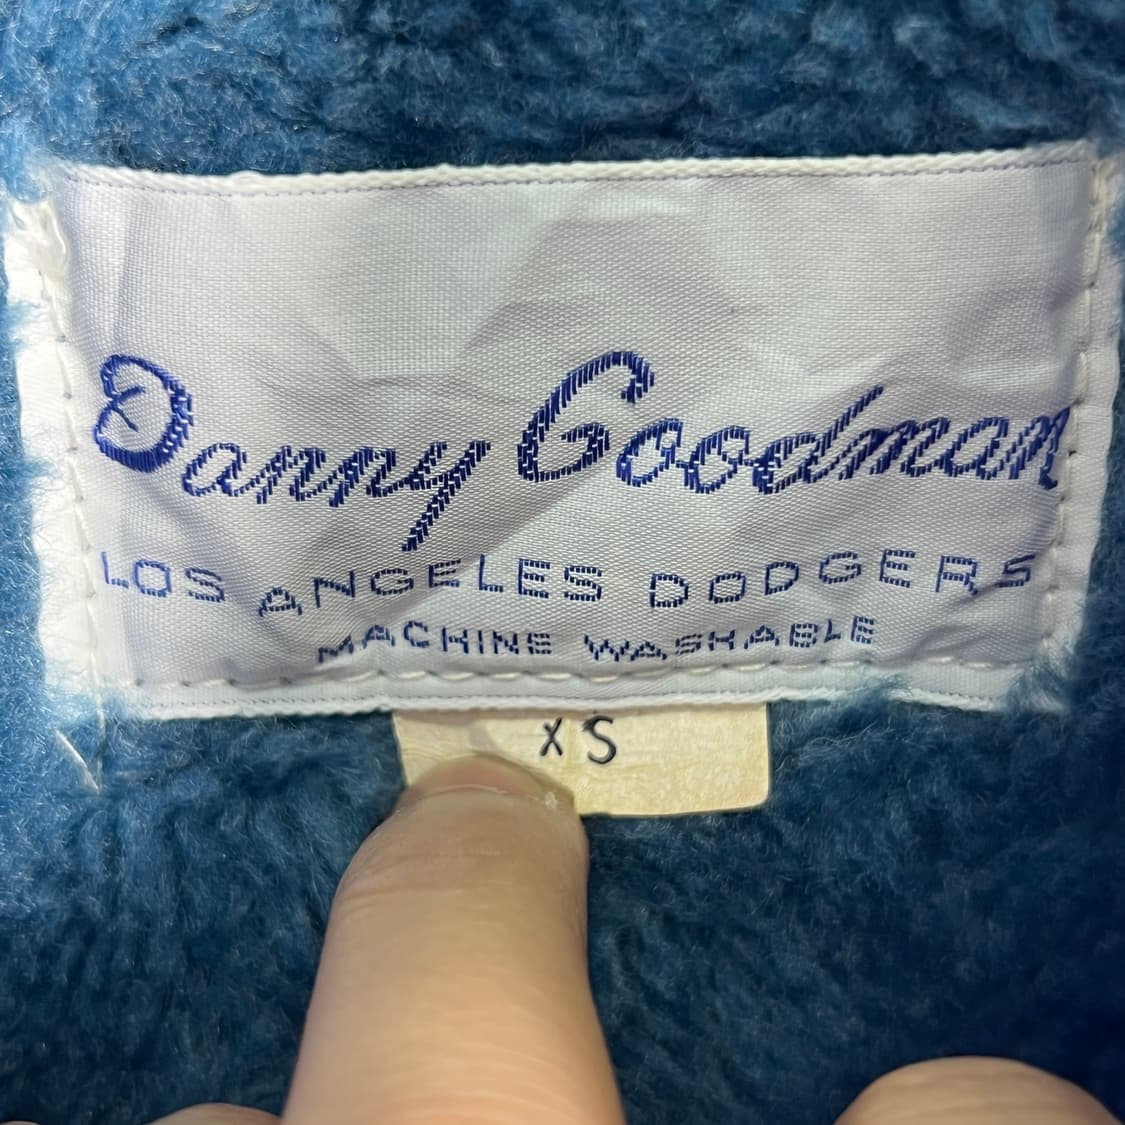 Danny Goodman
LOS ANGELES DODGERS
MACHINE WASHABLE
XS